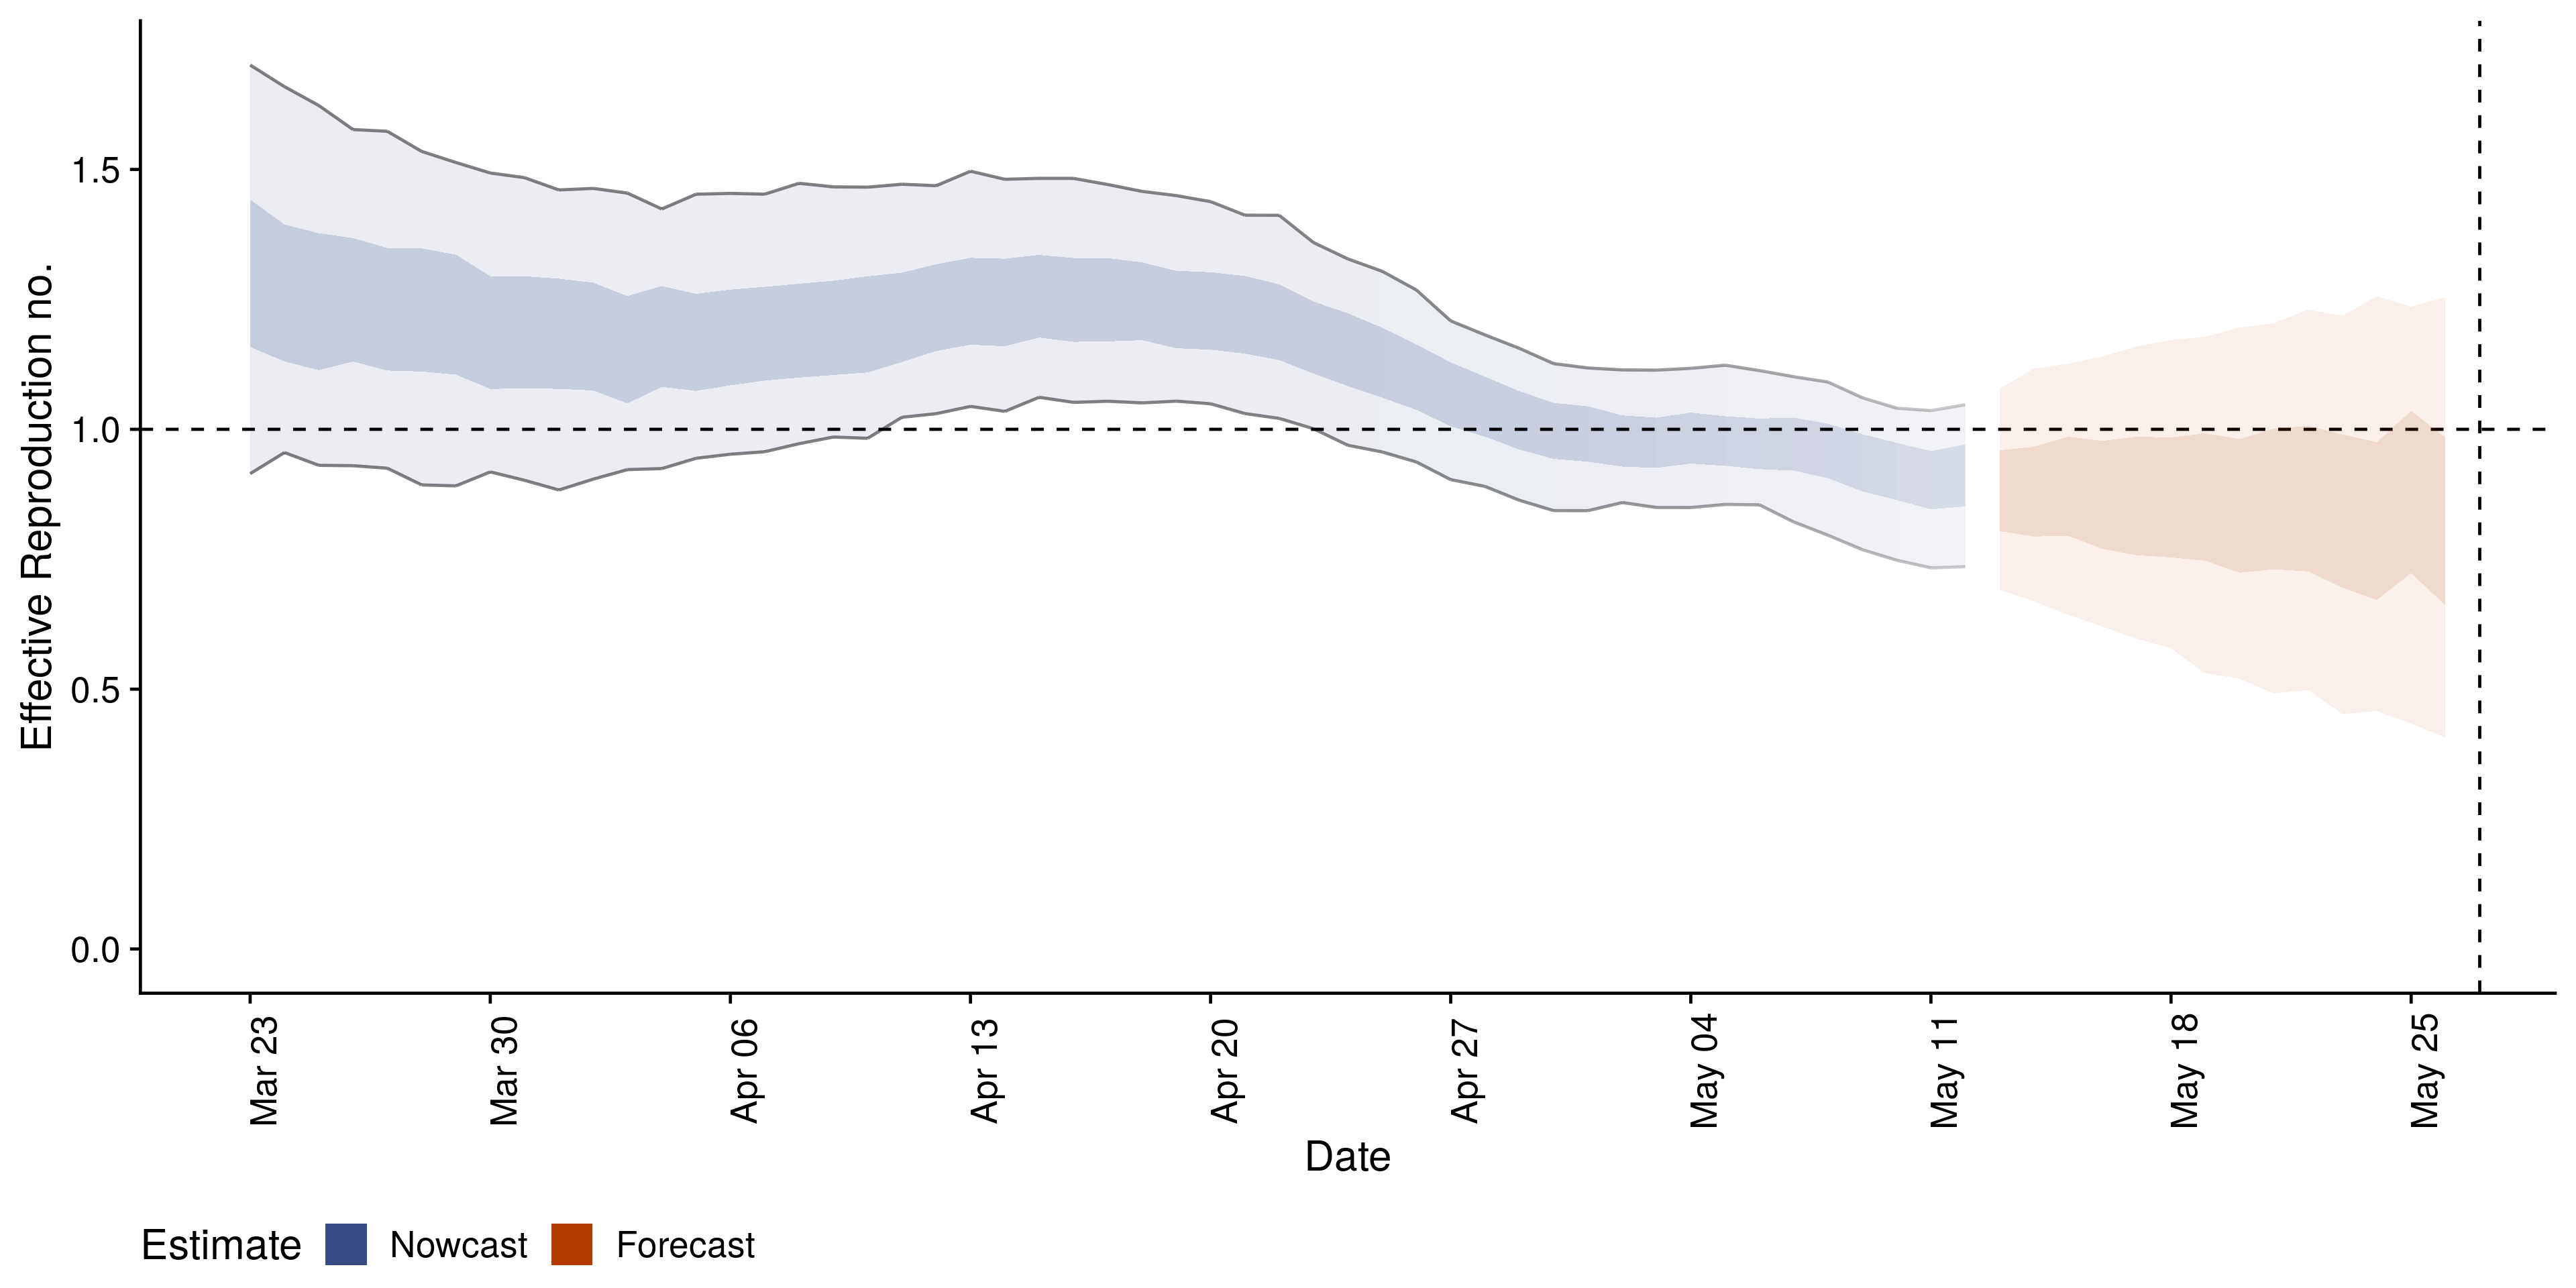 Effective Reproduction no.
1.5
1.0
0.5
0.0
Mar 23
Mar 30
Apr 06
Apr 13
Apr 20
Apr 27
May 04
May 11
May 18
May 25
Date
Estimate Nowcast Forecast